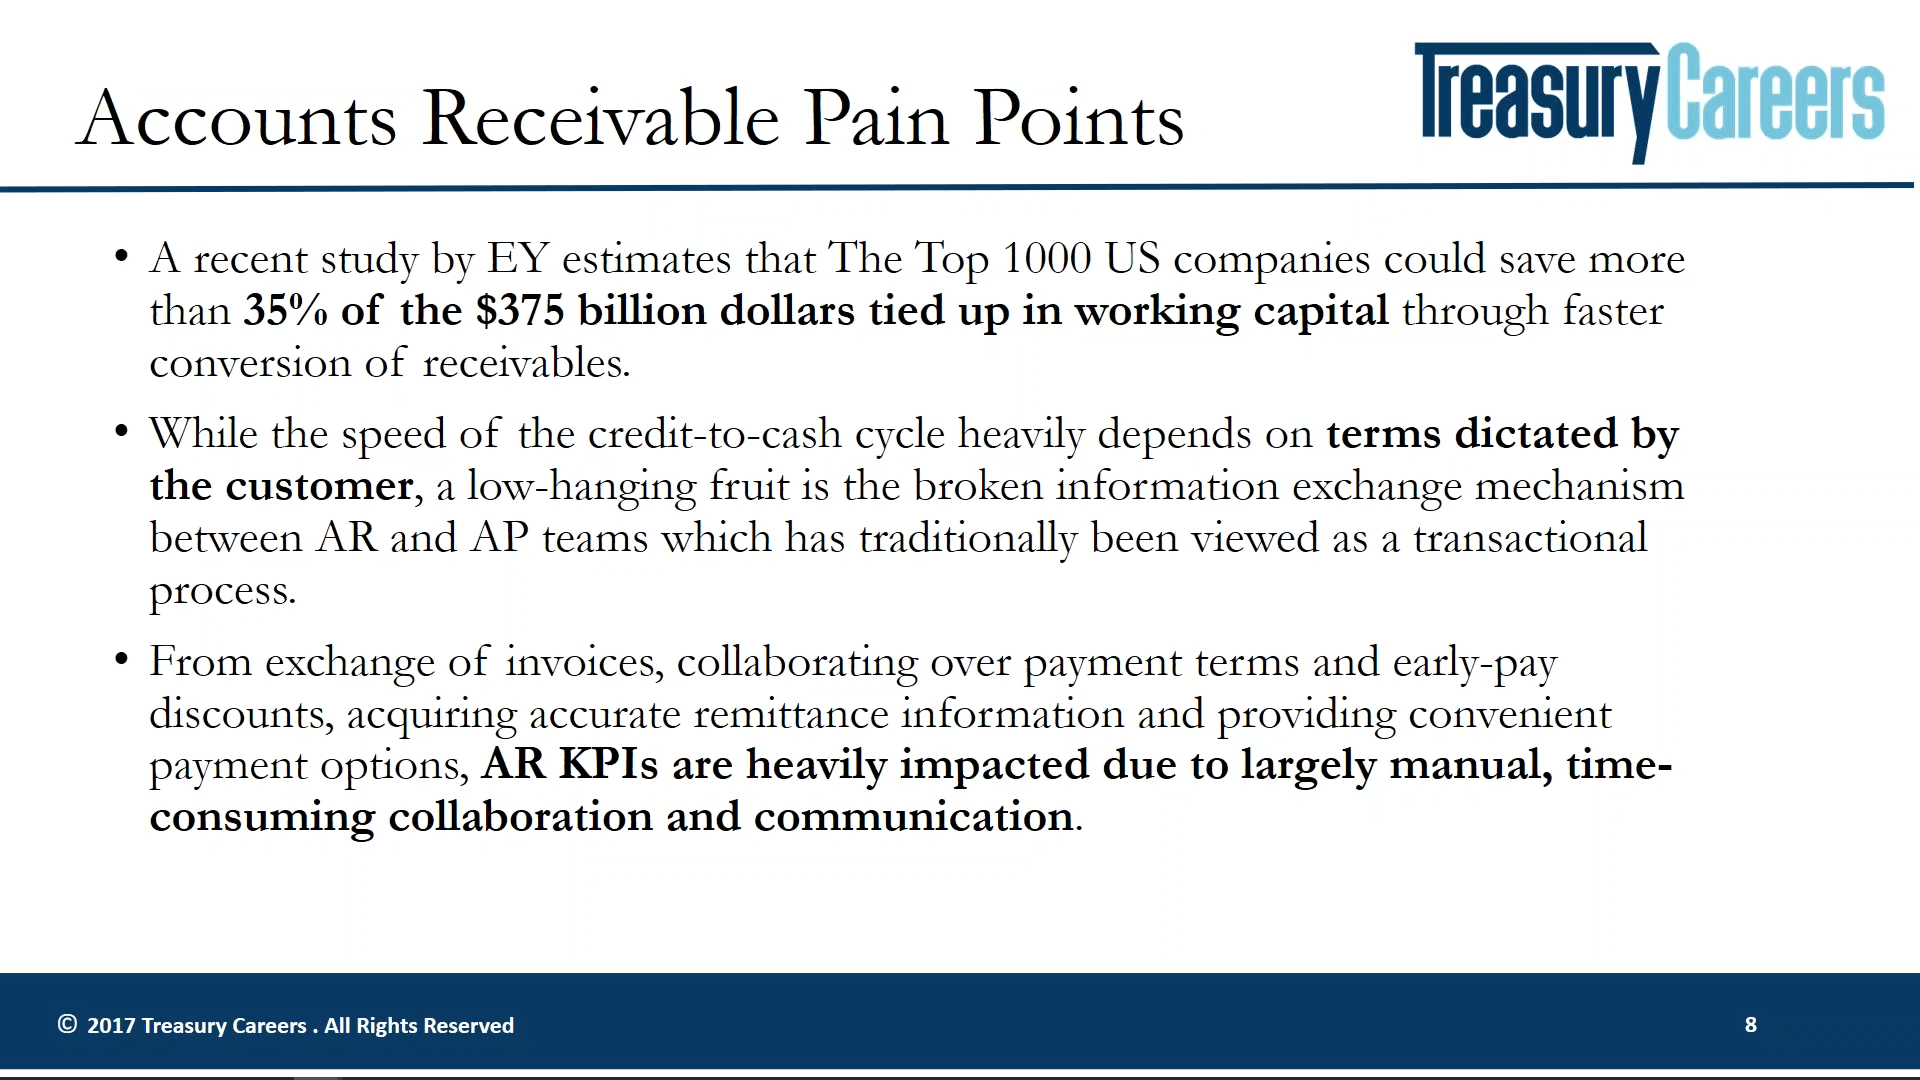 Accounts Receivable Pain Points
TreasuryCareers
• A recent study by EY estimates that The Top 1000 US companies could save more
than 35% of the $375 billion dollars tied up in working capital through faster
conversion of receivables.
• While the speed of the credit-to-cash cycle heavily depends on terms dictated by
the customer, a low-hanging fruit is the broken information exchange mechanism
between AR and AP teams which has traditionally been viewed as a transactional
process.
• From exchange of invoices, collaborating over payment terms and early-pay
discounts, acquiring accurate remittance information and providing convenient
payment options, AR KPIs are heavily impacted due to largely manual, time-
consuming collaboration and communication.
© 2017 Treasury Careers . All Rights Reserved
8